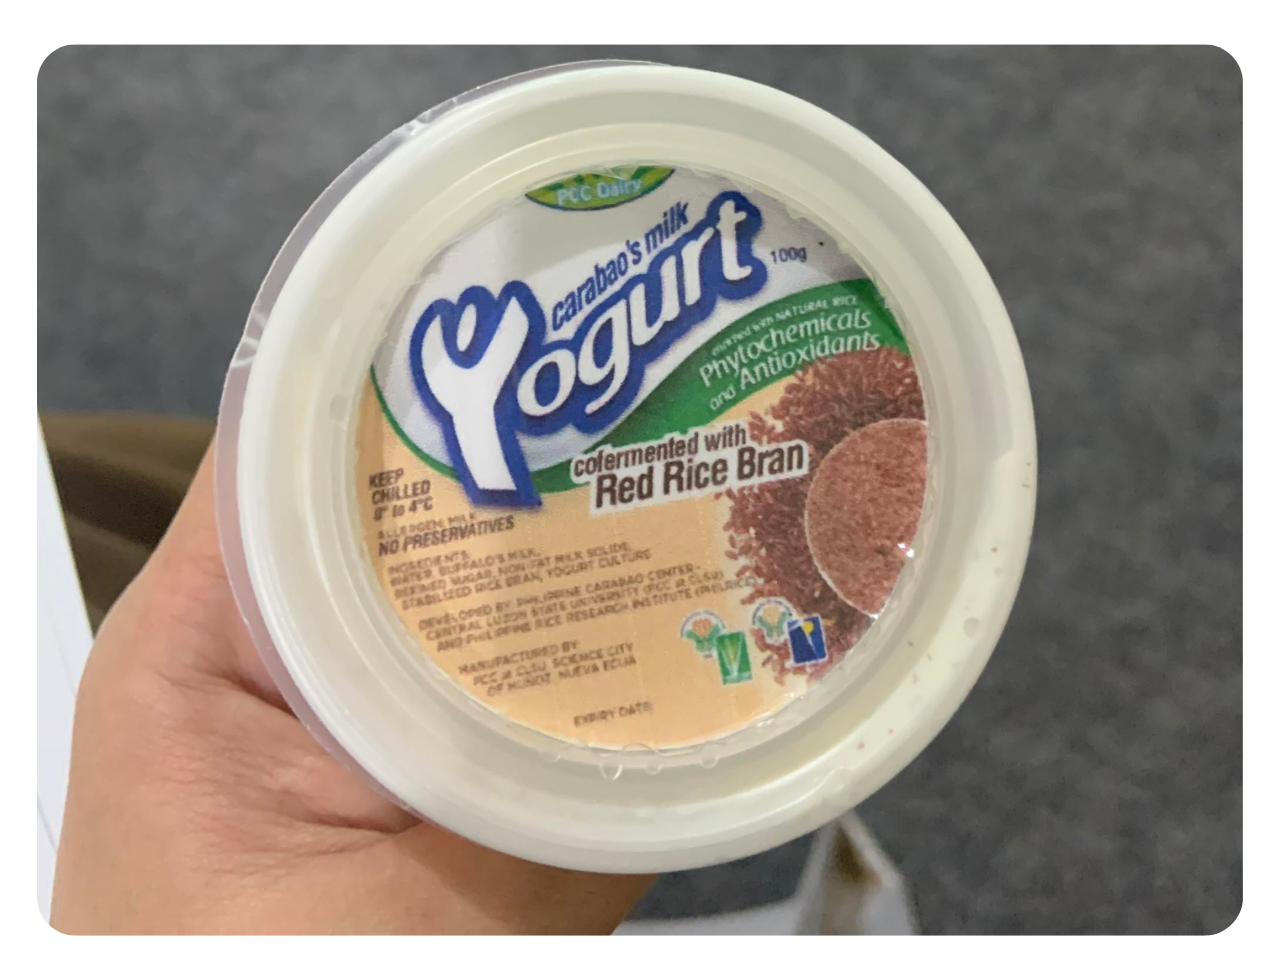 PCC Dairy
carabao's milk
Yogurt
100g
enriched with NATURAL RICE
Phytochemicals
and Antioxidants
cofermented with
Red Rice Bran
KEEP
CHILLED
0° to 4°C
ALLERGEN: MILK
NO PRESERVATIVES
INGREDIENTS:
WATER, BUFFALO'S MILK,
REFINED SUGAR, NON-FAT MILK SOLIDS,
STABILIZED RICE BRAN, YOGURT CULTURE
DEVELOPED BY: PHILIPPINE CARABAO CENTER-
CENTRAL LUZON STATE UNIVERSITY (PCC @ CLSU)
AND PHILIPPINE RICE RESEARCH INSTITUTE (PHILRICE)
MANUFACTURED BY:
PCC @ CLSU, SCIENCE CITY
OF MUÑOZ, NUEVA ECIJA
EXPIRY DATE: